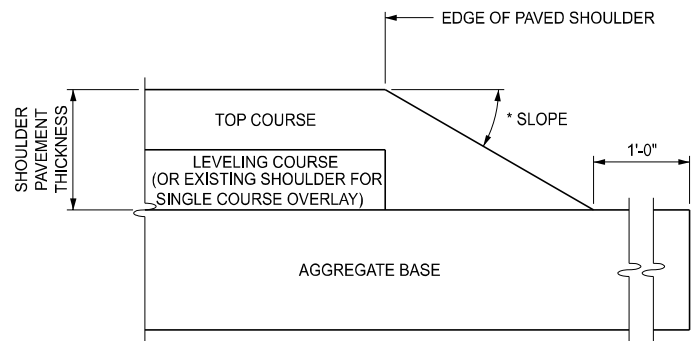 EDGE OF PAVED SHOULDER
SHOULDER
PAVEMENT
THICKNESS
TOP COURSE
* SLOPE
1'-0"
LEVELING COURSE
(OR EXISTING SHOULDER FOR
SINGLE COURSE OVERLAY)
AGGREGATE BASE